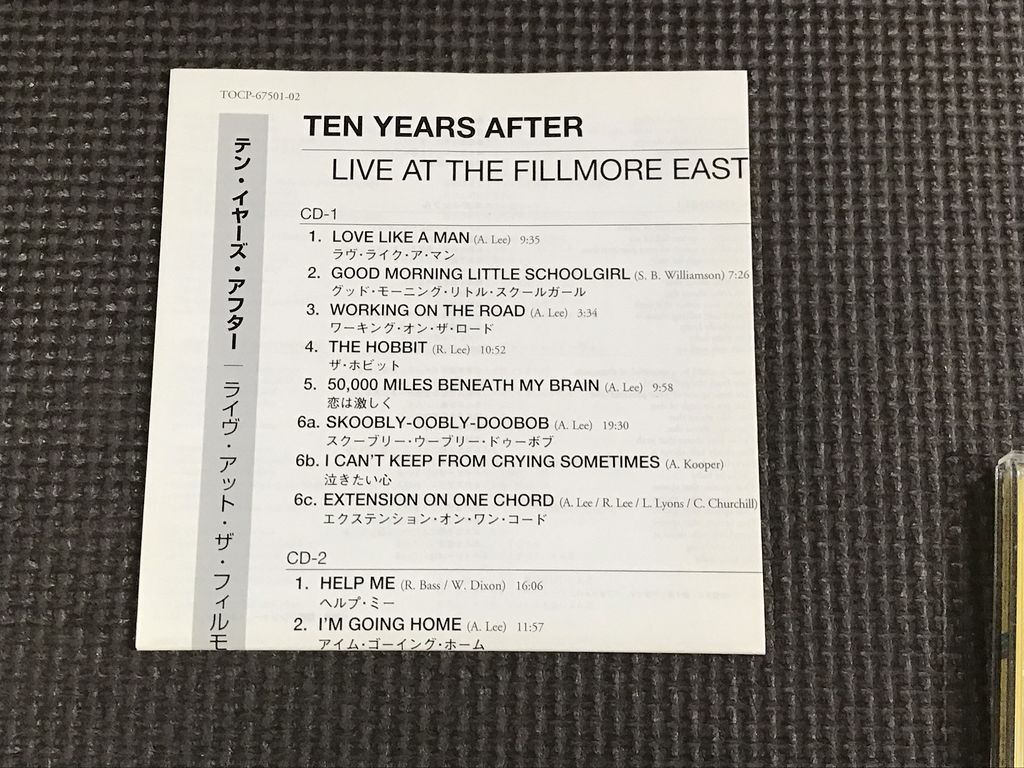 TOCP-67501-02
テン・イヤーズ・アフター | ライヴ・アット・ザ・フィルモ
TEN YEARS AFTER
LIVE AT THE FILLMORE EAST
CD-1
1. LOVE LIKE A MAN (A. Lee) 9:35
ラヴ・ライク・ア・マン
2. GOOD MORNING LITTLE SCHOOLGIRL (S. B. Williamson) 7:26
グッド・モーニング・リトル・スクールガール
3. WORKING ON THE ROAD (A. Lee) 3:34
ワーキング・オン・ザ・ロード
4. THE HOBBIT (R. Lee) 10:52
ザ・ホビット
5. 50,000 MILES BENEATH MY BRAIN (A. Lee) 9:58
恋は激しく
6a. SKOOBLY-OOBLY-DOOBOB (A. Lee) 19:30
スクーブリー・ウーブリー・ドゥーボブ
6b. I CAN'T KEEP FROM CRYING SOMETIMES (A. Kooper)
泣きたい心
6c. EXTENSION ON ONE CHORD (A. Lee / R. Lee / L. Lyons / C. Churchill)
エクステンション・オン・ワン・コード
CD-2
1. HELP ME (R. Bass / W. Dixon) 16:06
ヘルプ・ミー
2. I'M GOING HOME (A. Lee) 11:57
アイム・ゴーイング・ホーム